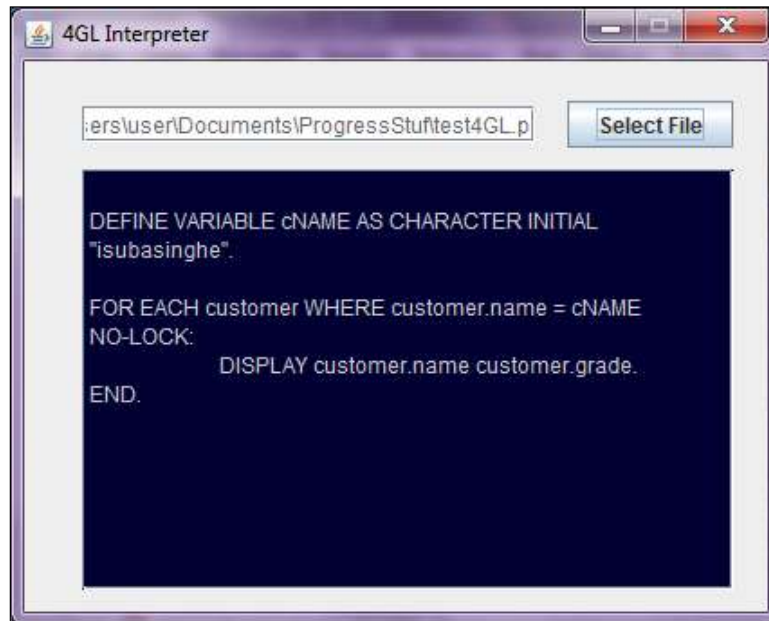 4GL Interpreter
ers\user\Documents\ProgressStuf\test4GL.p
Select File
DEFINE VARIABLE cNAME AS CHARACTER INITIAL
"isubasinghe".
FOR EACH customer WHERE customer.name = cNAME
NO-LOCK:
DISPLAY customer.name customer.grade.
END.